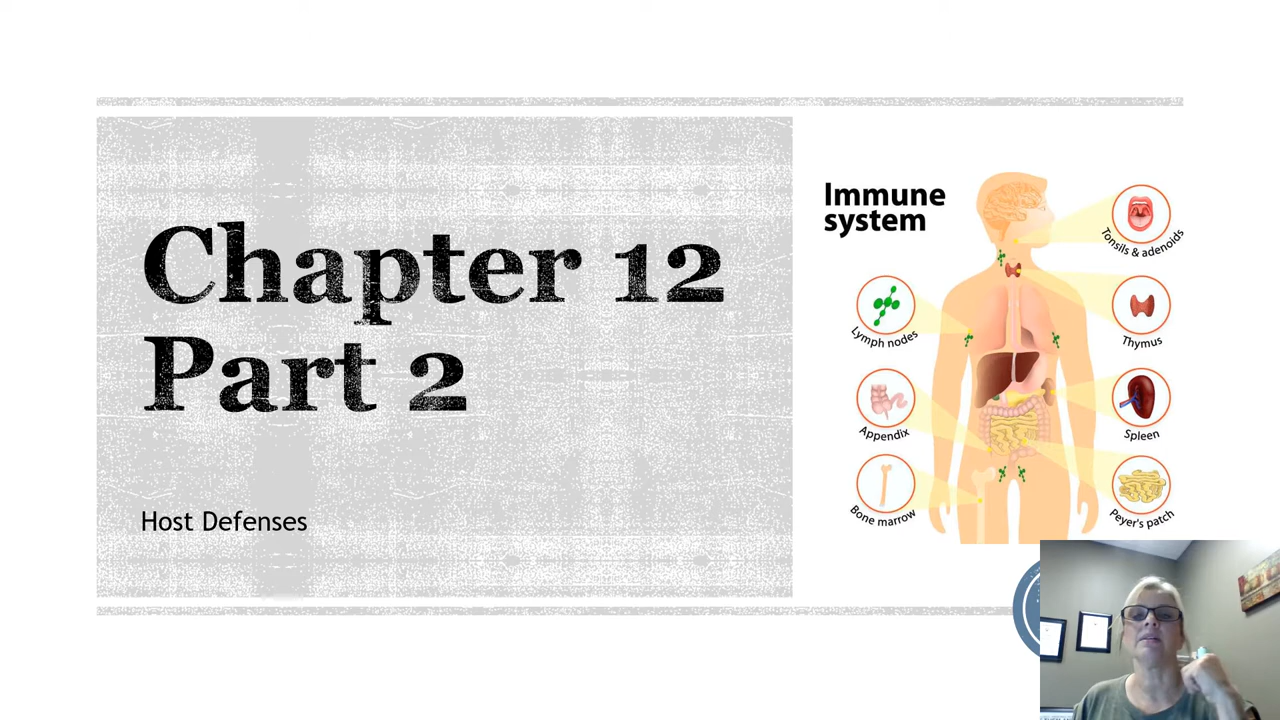 Chapter 12
Part 2
Host Defenses
Immune
system
Tonsils & adenoids
Lymph nodes
Thymus
Appendix
Spleen
Bone marrow
Peyer's patch